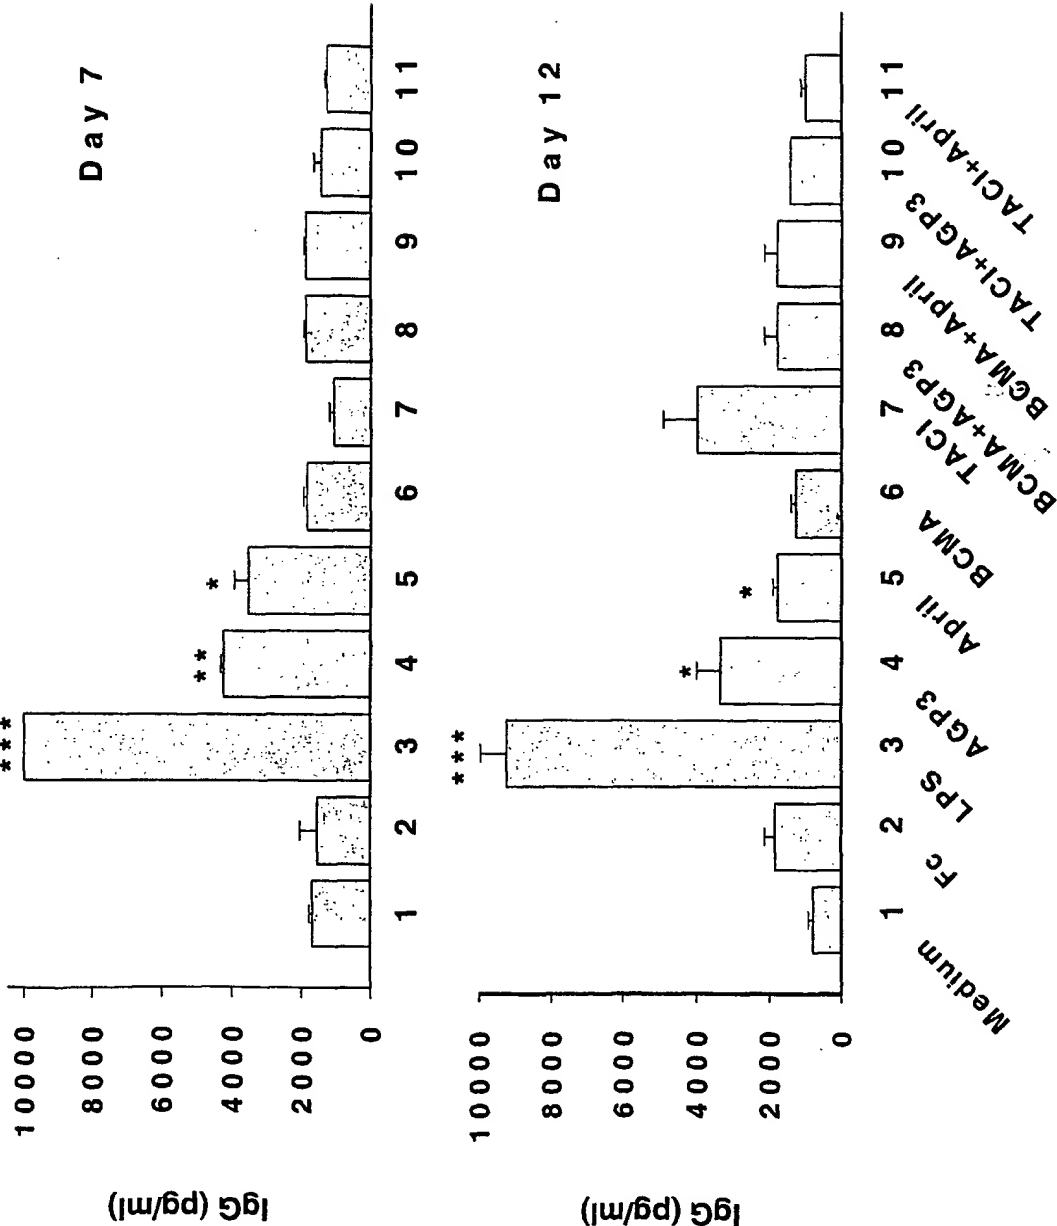 Day 7
IgG (pg/ml)
10000
8000
6000
4000
2000
0
***
**
*
1 2 3 4 5 6 7 8 9 10 11
Day 12
IgG (pg/ml)
10000
8000
6000
4000
2000
0
***
*
*
1 2 3 4 5 6 7 8 9 10 11
Medium
Fc
LPS
AGP3
April
BCMA
TACI
BCMA+AGP3
BCMA+April
TACI+AGP3
TACI+April